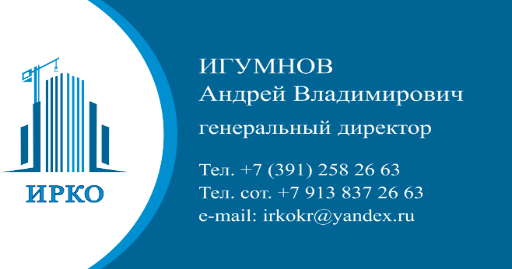 ИРКО
ИГУМНОВ
Андрей Владимирович
генеральный директор
Тел. +7 (391) 258 26 63
Тел. сот. +7 913 837 26 63
e-mail: irkokr@yandex.ru